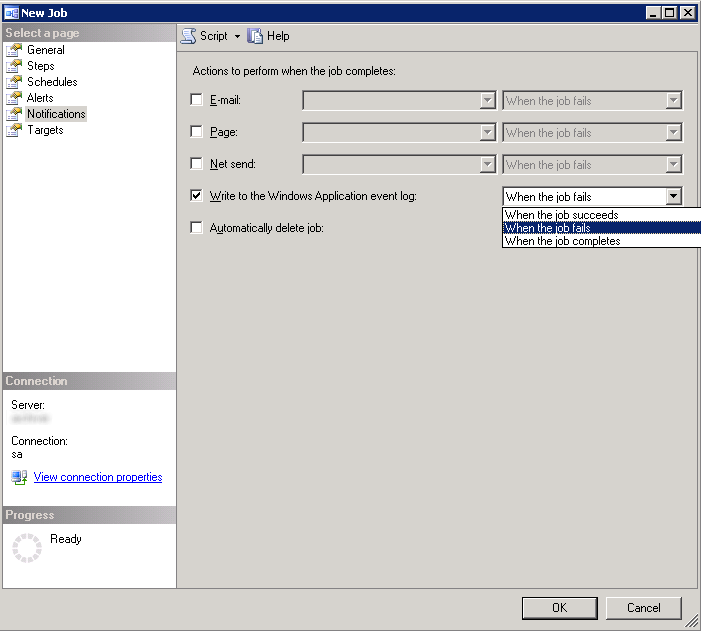 New Job
Select a page
General
Steps
Schedules
Alerts
Notifications
Targets
Script Help
Actions to perform when the job completes:
E-mail: When the job fails
Page: When the job fails
Net send: When the job fails
Write to the Windows Application event log: When the job fails
When the job succeeds
When the job fails
When the job completes
Automatically delete job:
Connection
Server:
Connection:
sa
View connection properties
Progress
Ready
OK Cancel